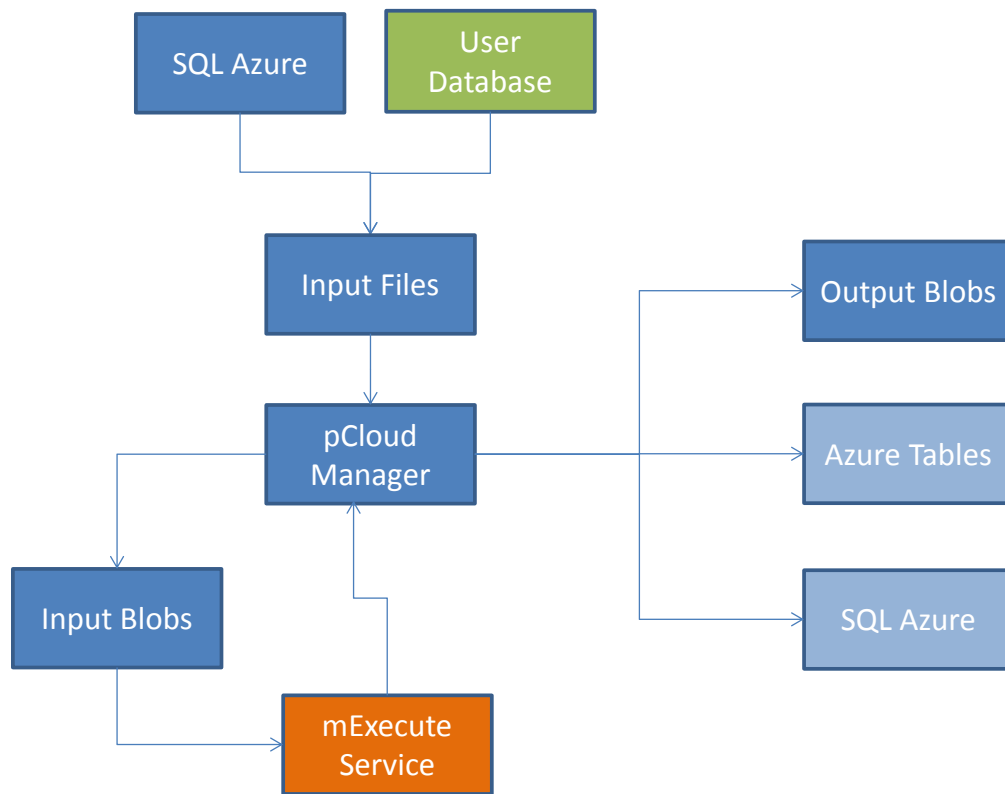 SQL Azure
User
Database
Input Files
Output Blobs
pCloud
Manager
Azure Tables
Input Blobs
SQL Azure
mExecute
Service